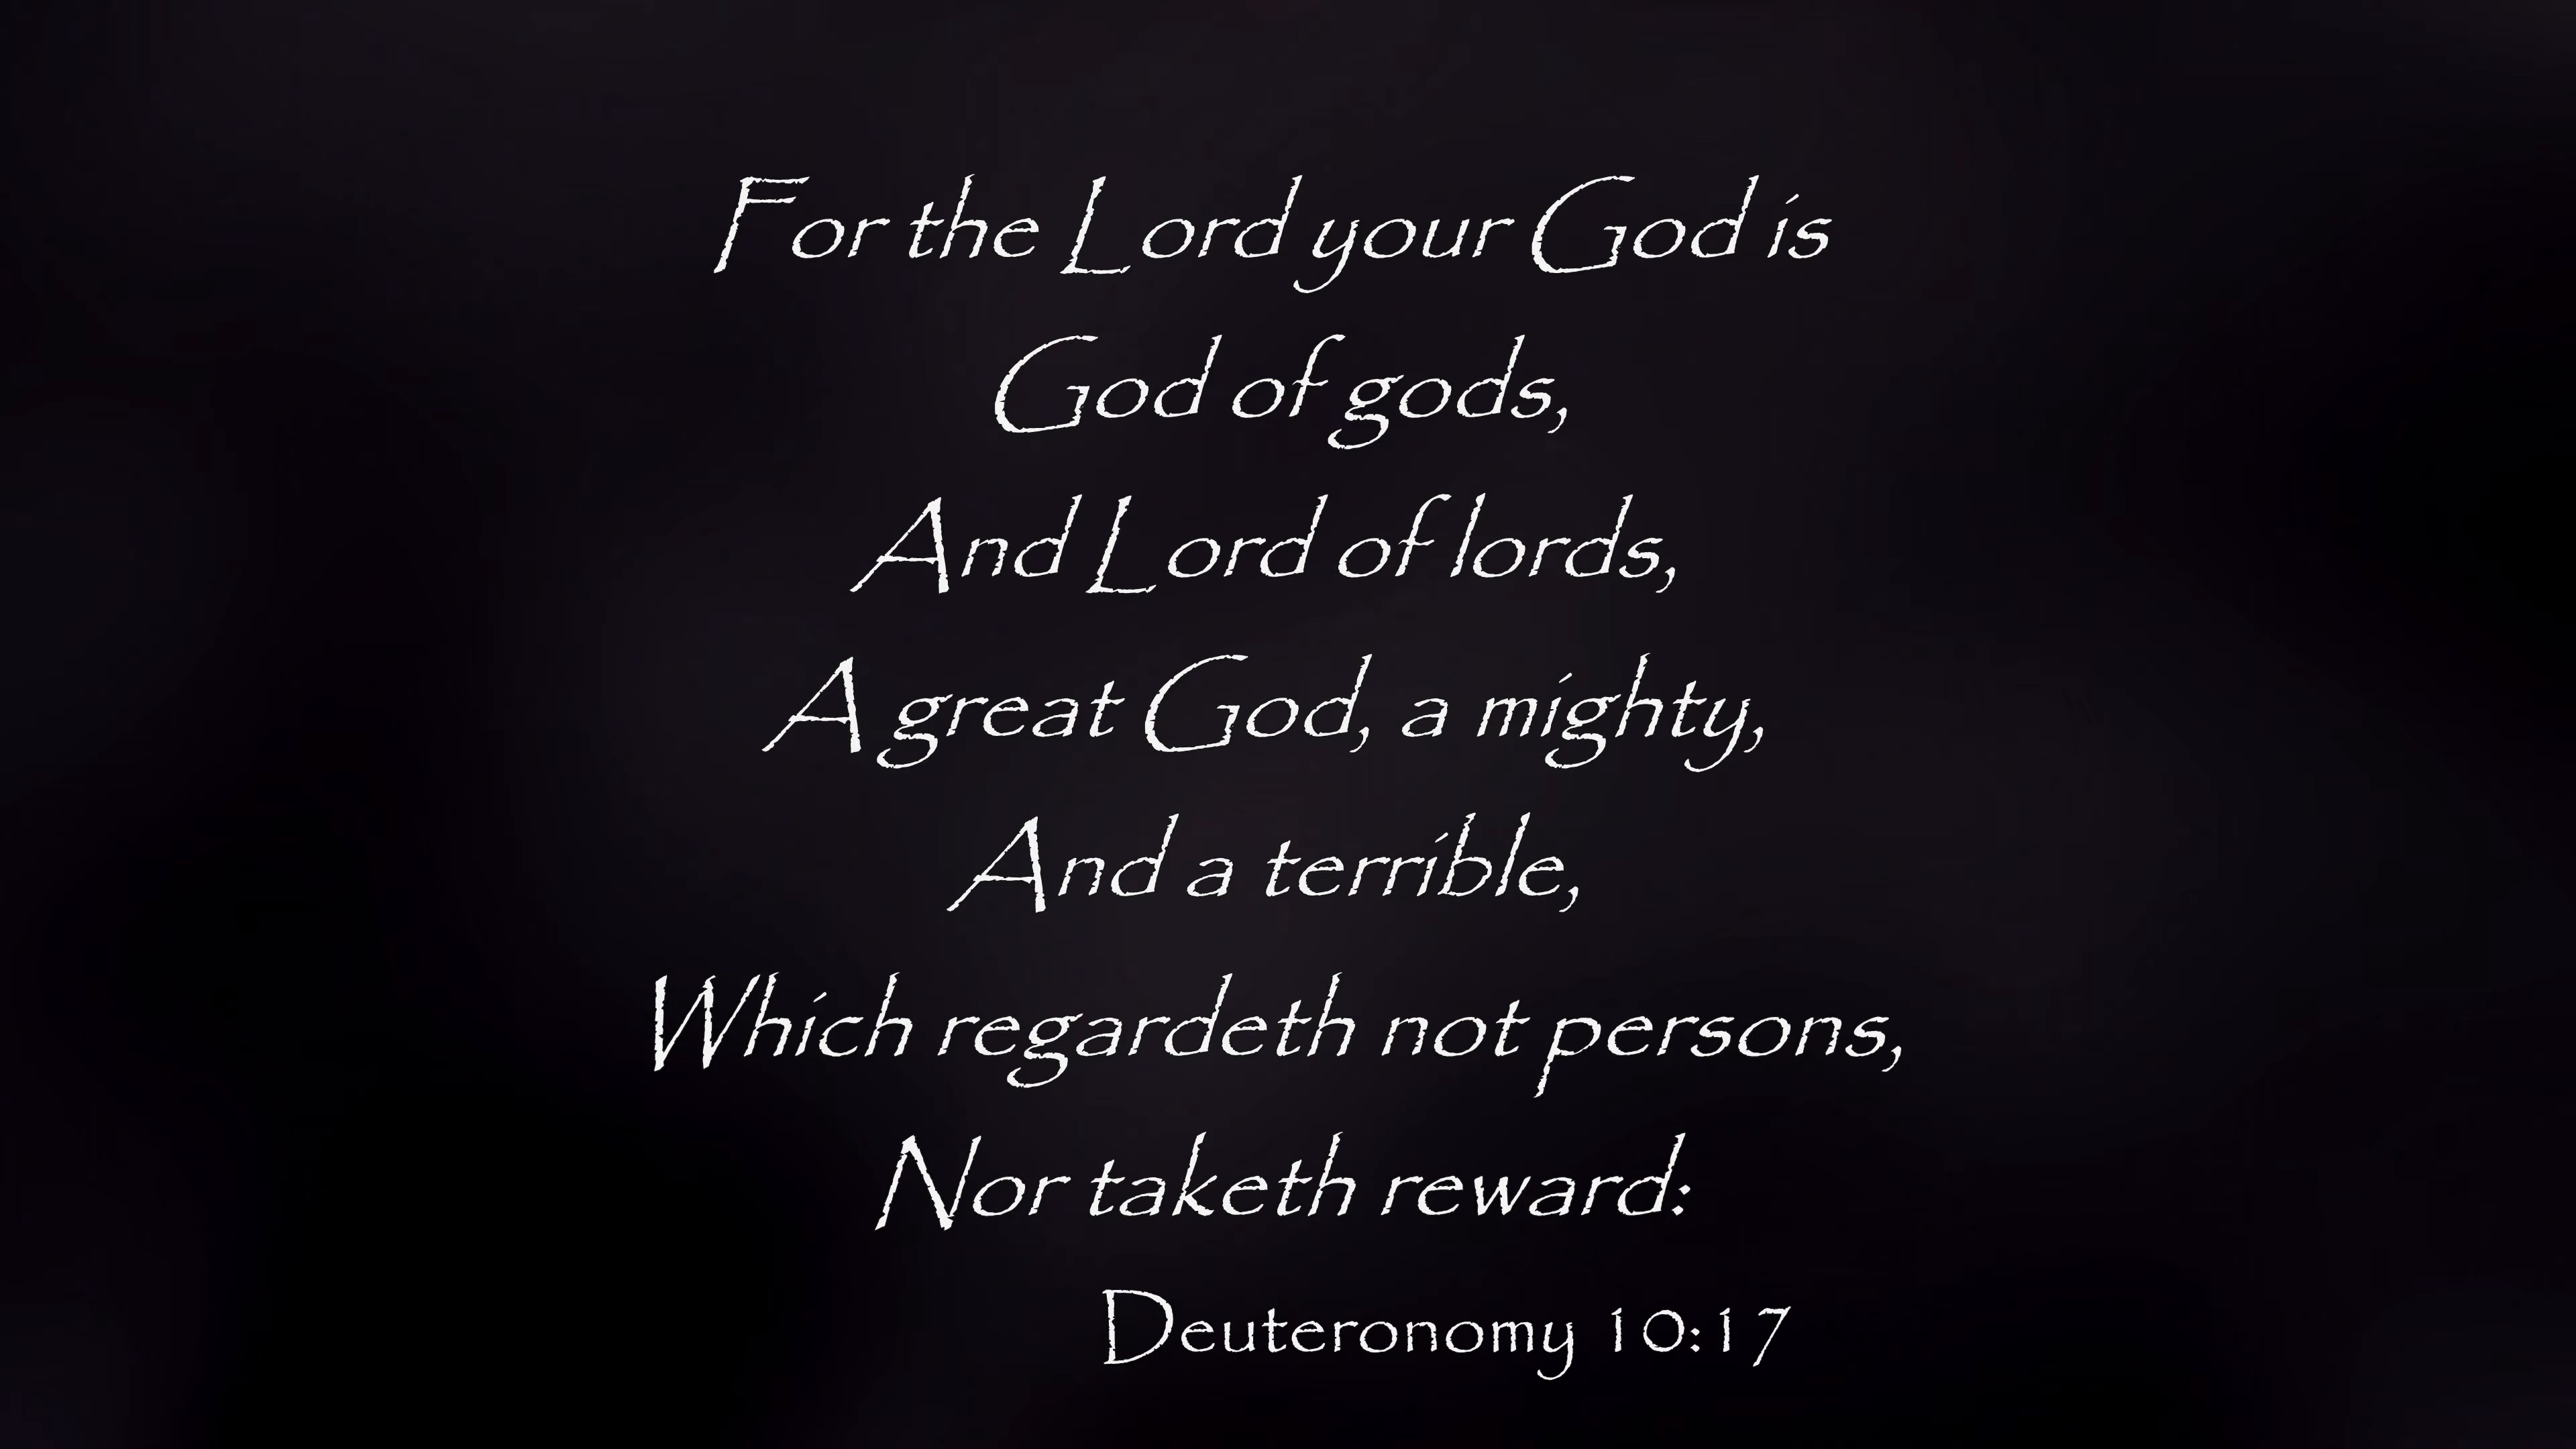 For the Lord your God is
God of gods,
And Lord of lords,
A great God, a mighty,
And a terrible,
Which regardeth not persons,
Nor taketh reward:
Deuteronomy 10:17